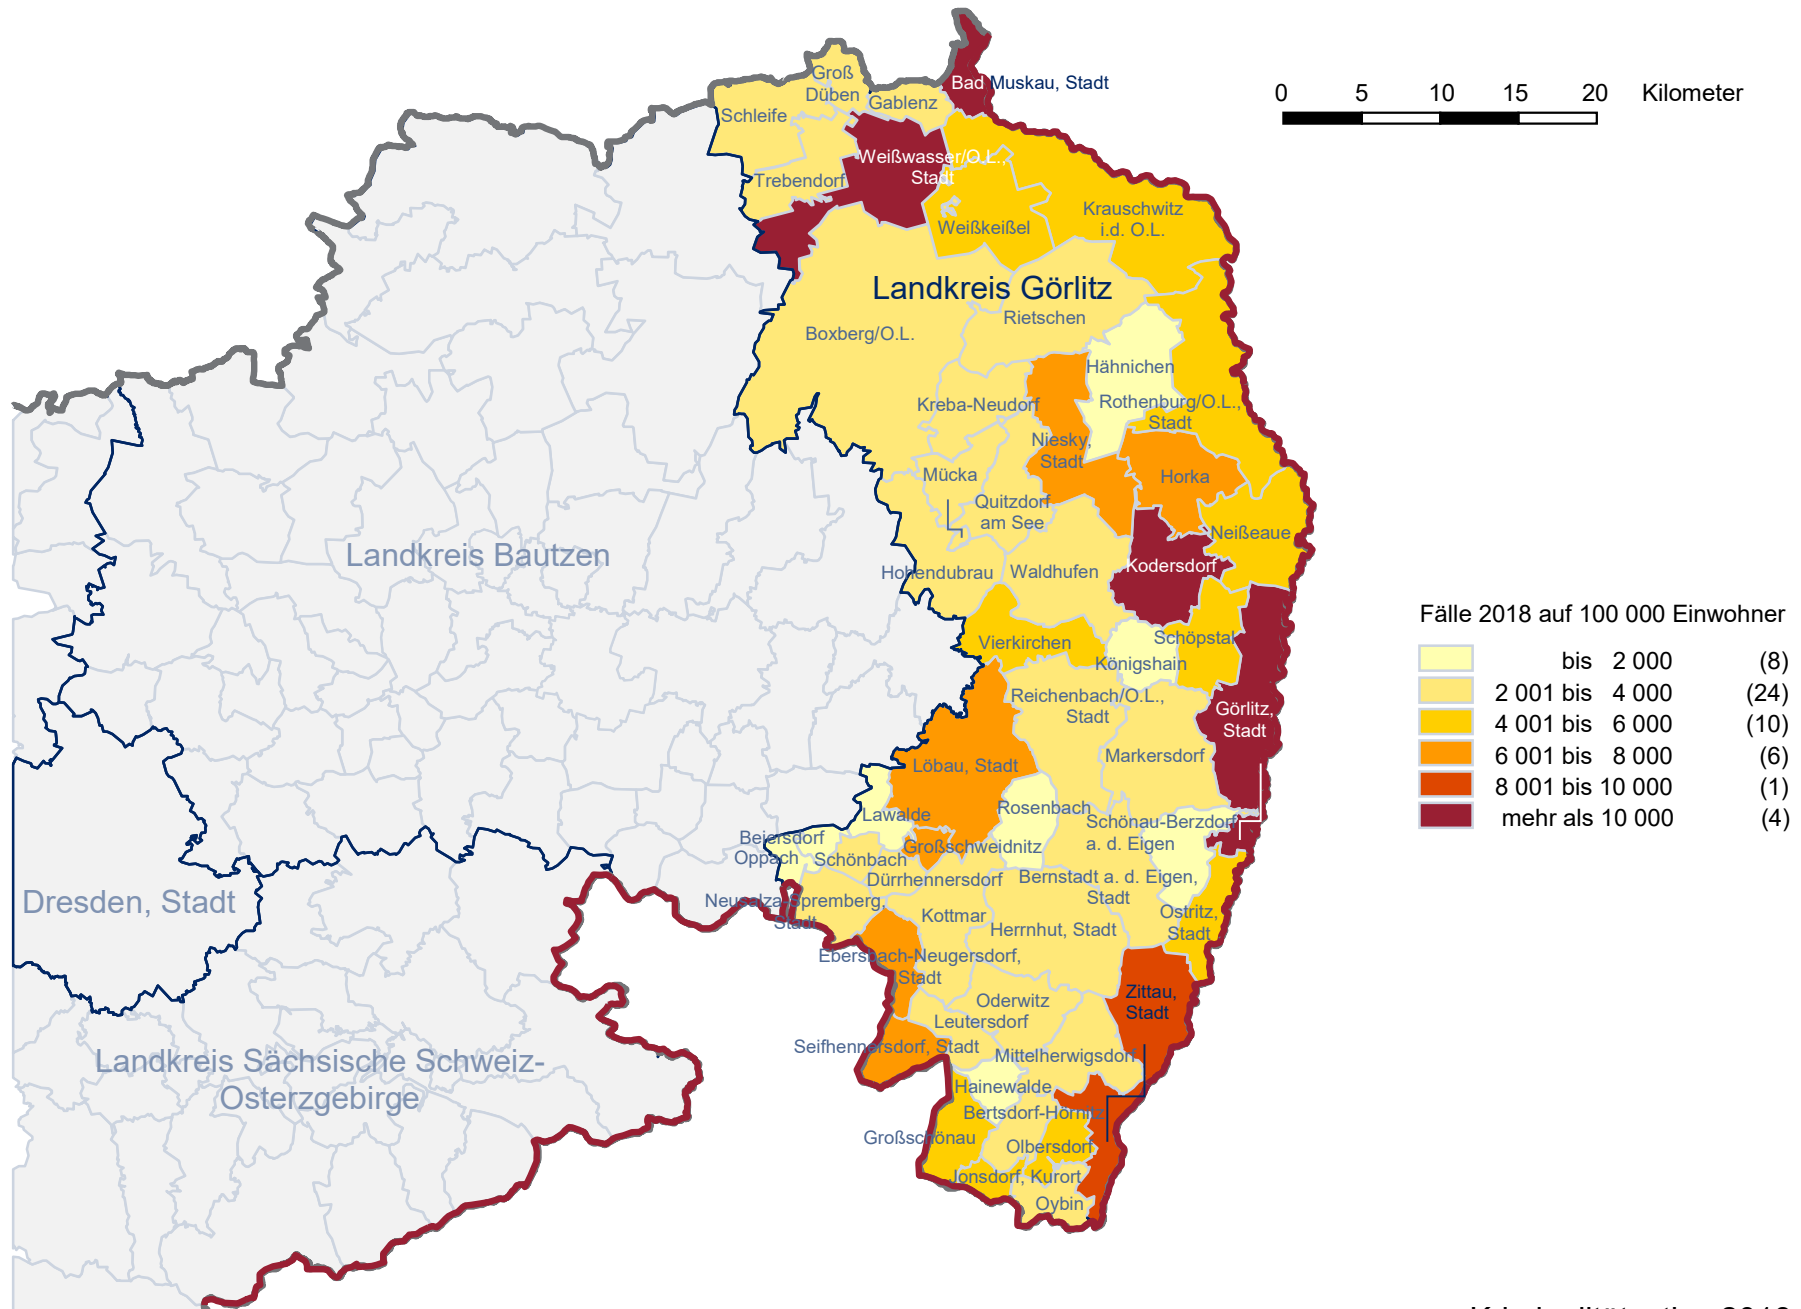 Groß
Düben
Bad Muskau, Stadt
Gablenz
Schleife
0 5 10 15 20 Kilometer
Weißwasser/O.L.,
Stadt
Trebendorf
Krauschwitz
i.d. O.L.
Weißkeißel
Landkreis Görlitz
Rietschen
Boxberg/O.L.
Hähnichen
Kreba-Neudorf
Rothenburg/O.L.,
Stadt
Niesky,
Stadt
Mücka
Horka
Quitzdorf
am See
Neißeaue
Landkreis Bautzen
Hohendubrau
Waldhufen
Kodersdorf
Fälle 2018 auf 100 000 Einwohner
bis 2 000 (8)
2 001 bis 4 000 (24)
4 001 bis 6 000 (10)
6 001 bis 8 000 (6)
8 001 bis 10 000 (1)
mehr als 10 000 (4)
Vierkirchen
Schöpstal
Königshain
Reichenbach/O.L.,
Stadt
Görlitz,
Stadt
Markersdorf
Löbau, Stadt
Rosenbach
Lawalde
Schönau-Berzdorf
a. d. Eigen
Beiersdorf
Oppach
Schönbach
Großschweidnitz
Dürrhennersdorf
Bernstadt a. d. Eigen,
Stadt
Neusalza-Spremberg,
Stadt
Kottmar
Ostritz,
Stadt
Herrnhut, Stadt
Dresden, Stadt
Ebersbach-Neugersdorf,
Stadt
Zittau,
Stadt
Oderwitz
Leutersdorf
Seifhennersdorf, Stadt
Mittelherwigsdorf
Landkreis Sächsische Schweiz-
Osterzgebirge
Hainewalde
Bertsdorf-Hörnitz
Großschönau
Olbersdorf
Jonsdorf, Kurort
Oybin